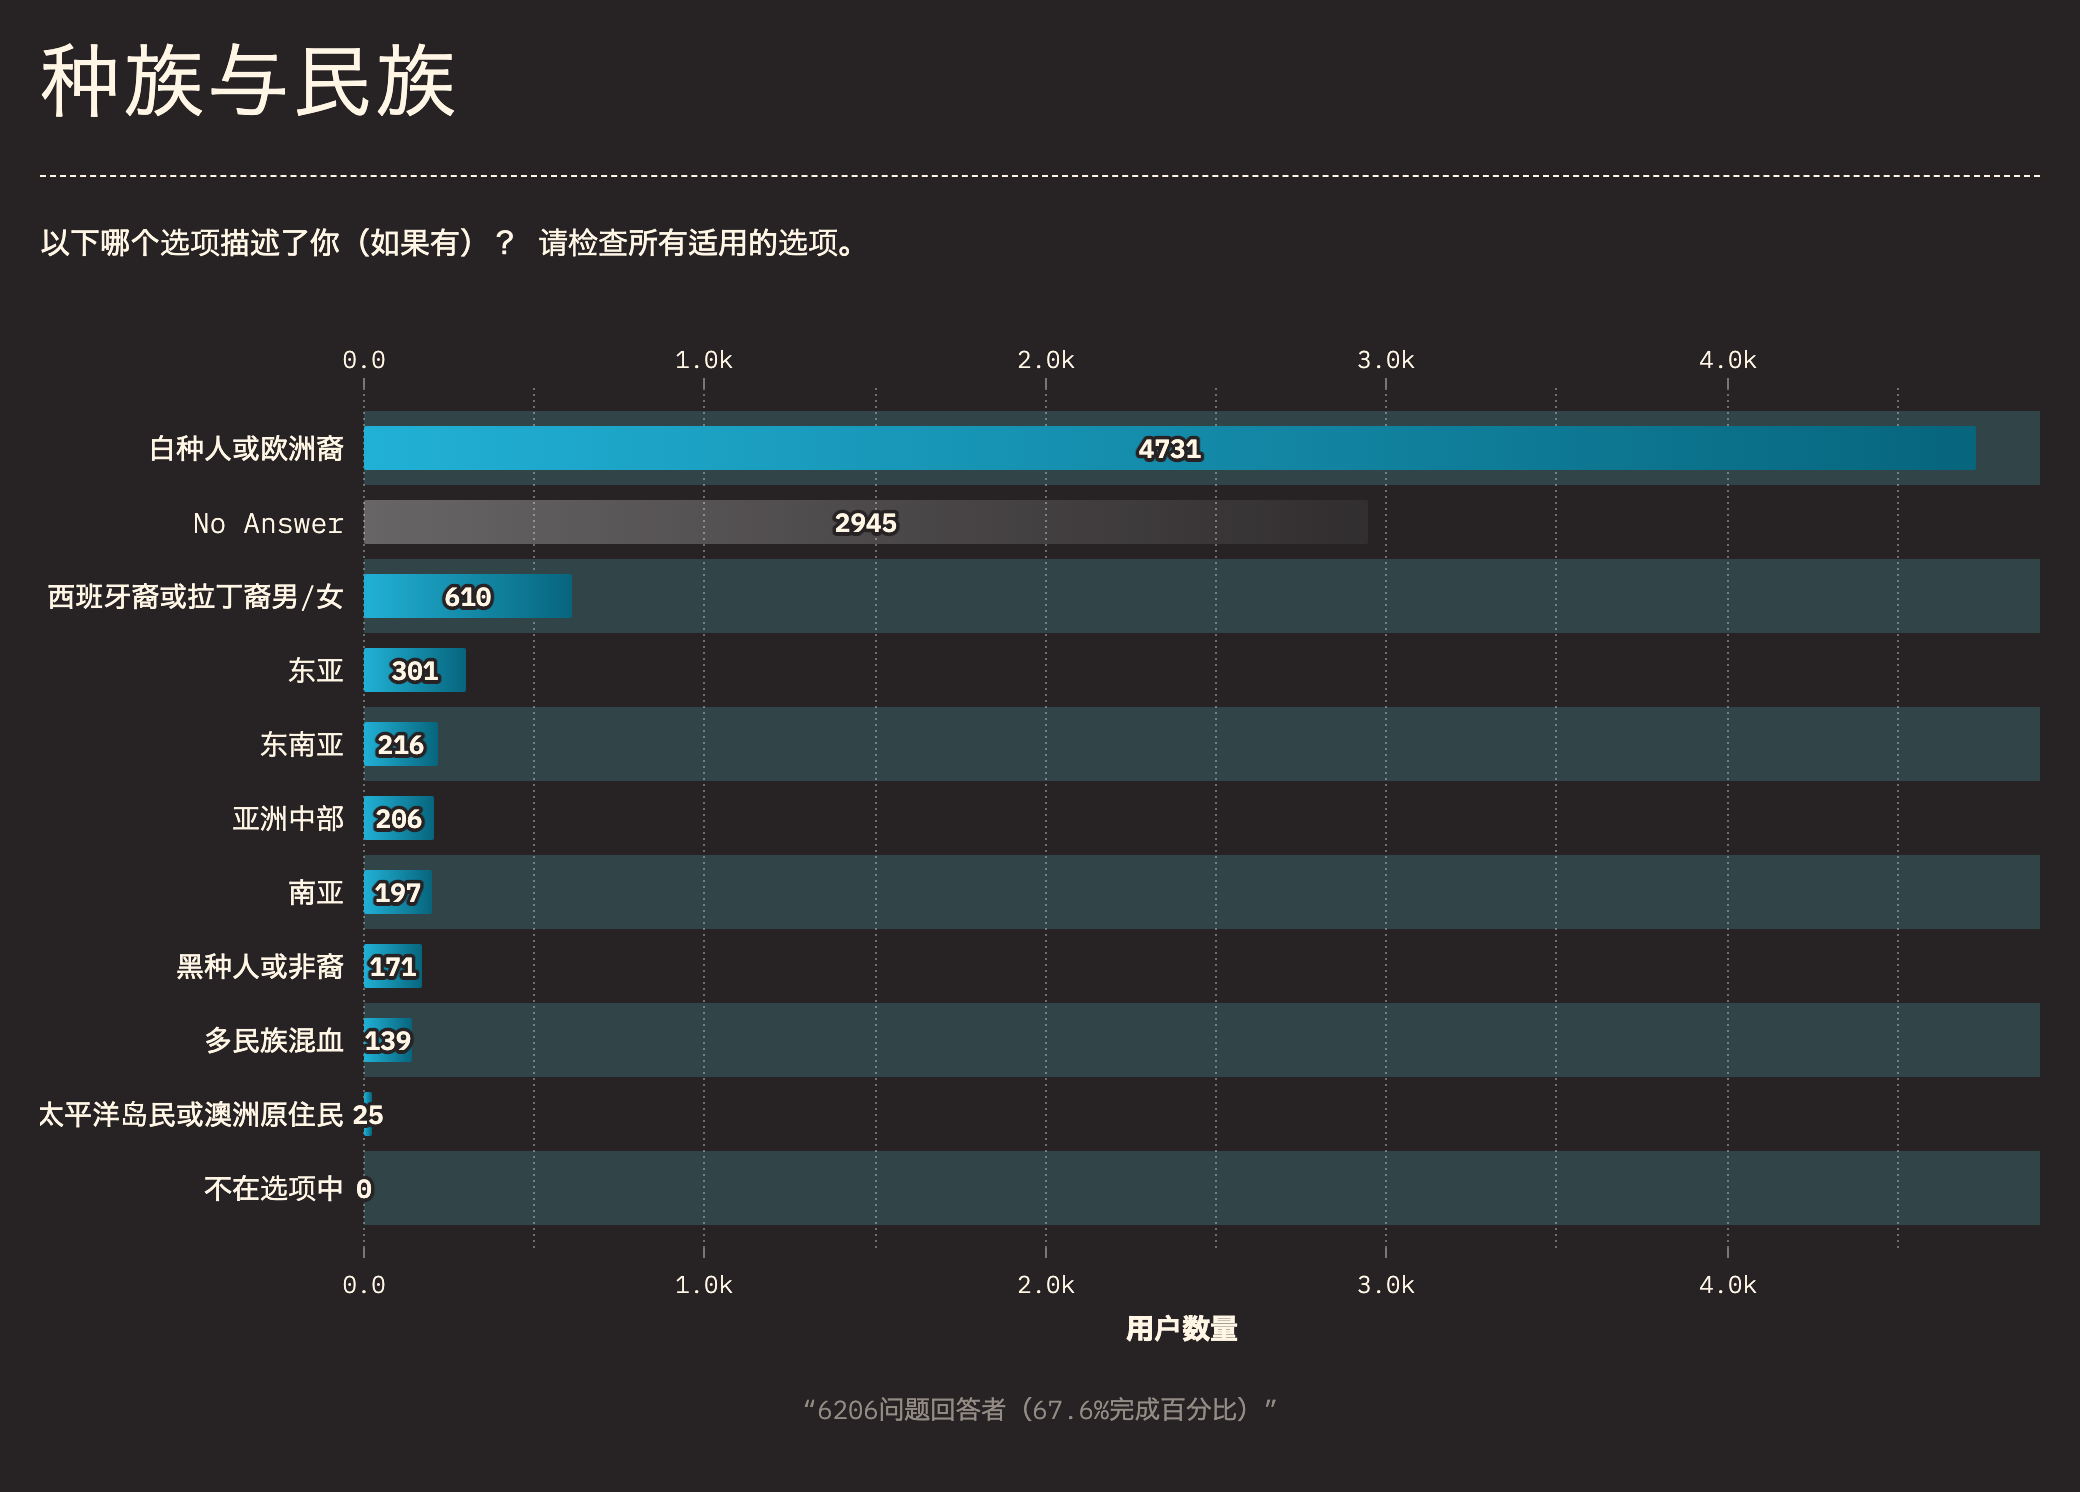 种族与民族
以下哪个选项描述了你（如果有）？ 请检查所有适用的选项。
0.0 1.0k 2.0k 3.0k 4.0k
白种人或欧洲裔 4731
No Answer 2945
西班牙裔或拉丁裔男/女 610
东亚 301
东南亚 216
亚洲中部 206
南亚 197
黑种人或非裔 171
多民族混血 139
太平洋岛民或澳洲原住民 25
不在选项中 0
0.0 1.0k 2.0k 3.0k 4.0k
用户数量
“6206问题回答者（67.6%完成百分比）”